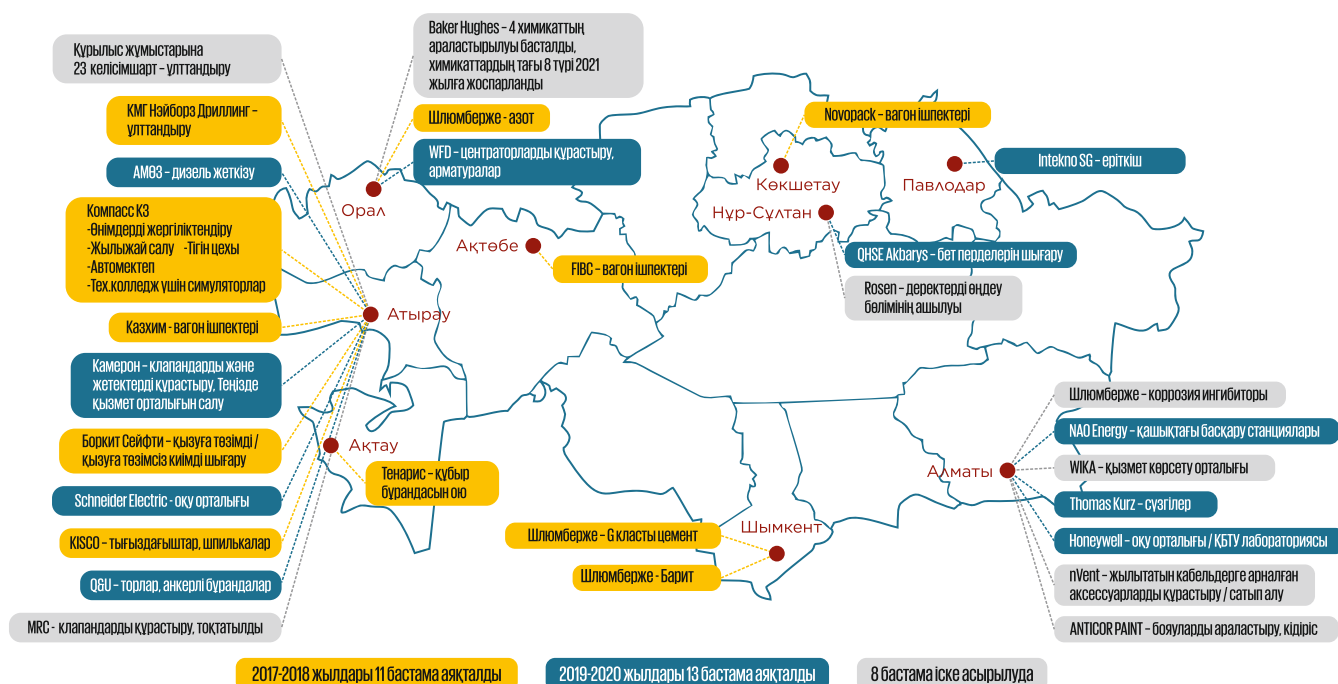 Құрылыс жұмыстарына
23 келісімшарт – ұлттандыру
КМГ Нэйборз Дриллинг –
ұлттандыру
АМӨЗ – дизель жеткізу
Компасс КЗ
-Өнімдерді жергіліктендіру
-Жылыжай салу -Тігін цехы
-Автомектеп
-Тех.колледж үшін симуляторлар
Казхим - вагон ішпектері
Камерон – клапандарды және
жетектерді құрастыру, Теңізде
қызмет орталығын салу
Боркит Сейфти – қызуға төзімді /
қызуға төзімсіз киімді шығару
Schneider Electric – оқу орталығы
KISCO – тығыздағыштар, шпилькалар
Q&U – торлар, анкерлі бұрандалар
MRC - клапандарды құрастыру, тоқтатылды
Baker Hughes – 4 химикаттың
араластырылуы басталды,
химикаттардың тағы 8 түрі 2021
жылға жоспарланды
Шлюмберже - азот
WFD – центраторларды құрастыру,
арматуралар
Орал
Ақтөбе
FIBC – вагон ішпектері
Атырау
Ақтау
Тенарис – құбыр
бұрандасын ою
Novopack – вагон ішпектері
Көкшетау
Нұр-Сұлтан
Павлодар
Intekno SG – еріткіш
QHSE Akbarys – бет перделерін шығару
Rosen – деректерді өңдеу
бөлімінің ашылуы
Шымкент
Шлюмберже – G класты цемент
Шлюмберже - Барит
Алматы
Шлюмберже – коррозия ингибиторы
NAO Energy – қашықтағы басқару станциялары
WIKA – қызмет көрсету орталығы
Thomas Kurz – сүзгілер
Honeywell – оқу орталығы / ҚБТУ лабораториясы
nVent – жылытатын кабельдерге арналған
аксессуарларды құрастыру / сатып алу
ANTICOR PAINT – бояуларды араластыру, кідіріс
2017-2018 жылдары 11 бастама аяқталды
2019-2020 жылдары 13 бастама аяқталды
8 бастама іске асырылуда